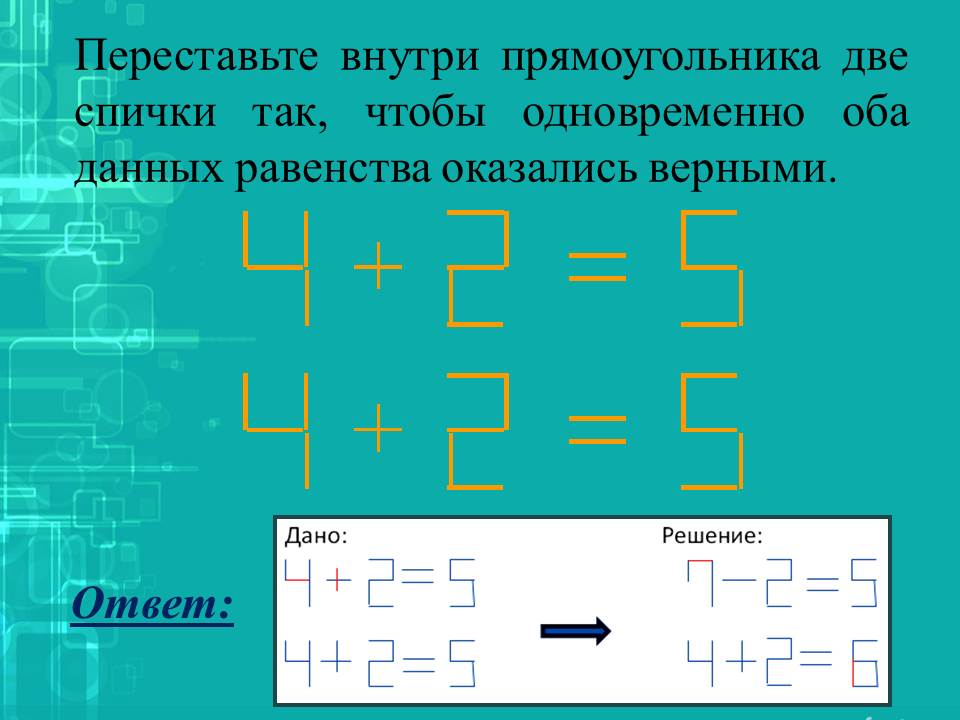 Переставьте внутри прямоугольника две
спички так, чтобы одновременно оба
данных равенства оказались верными.
4 + 2 = 5
4 + 2 = 5
Ответ:
Дано:
4 + 2 = 5
4 + 2 = 5
Решение:
7 − 2 = 5
4 + 2 = 6